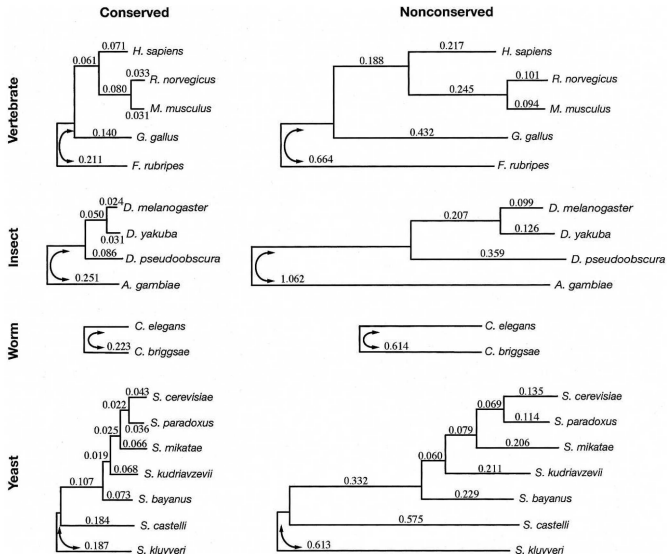 Conserved
Nonconserved
Vertebrate
0.071
H. sapiens
0.061
0.033
R. norvegicus
0.080
M. musculus
0.031
0.140
G. gallus
0.211
F. rubripes
0.217
H. sapiens
0.188
0.101
R. norvegicus
0.245
0.094
M. musculus
0.432
G. gallus
0.664
F. rubripes
Insect
0.024
D. melanogaster
0.050
D. yakuba
0.031
0.086
D. pseudoobscura
0.251
A. gambiae
0.099
D. melanogaster
0.207
0.126
D. yakuba
0.359
D. pseudoobscura
1.062
A. gambiae
Worm
C. elegans
0.223
C. briggsae
C. elegans
0.614
C. briggsae
Yeast
0.043
S. cerevisiae
0.022
S. paradoxus
0.036
0.025
S. mikatae
0.066
0.019
S. kudriavzevii
0.068
0.107
S. bayanus
0.073
0.184
S. castelli
0.187
S. kluyveri
0.135
S. cerevisiae
0.069
0.114
S. paradoxus
0.079
0.206
S. mikatae
0.060
0.211
S. kudriavzevii
0.332
0.229
S. bayanus
0.575
S. castelli
0.613
S. kluyveri